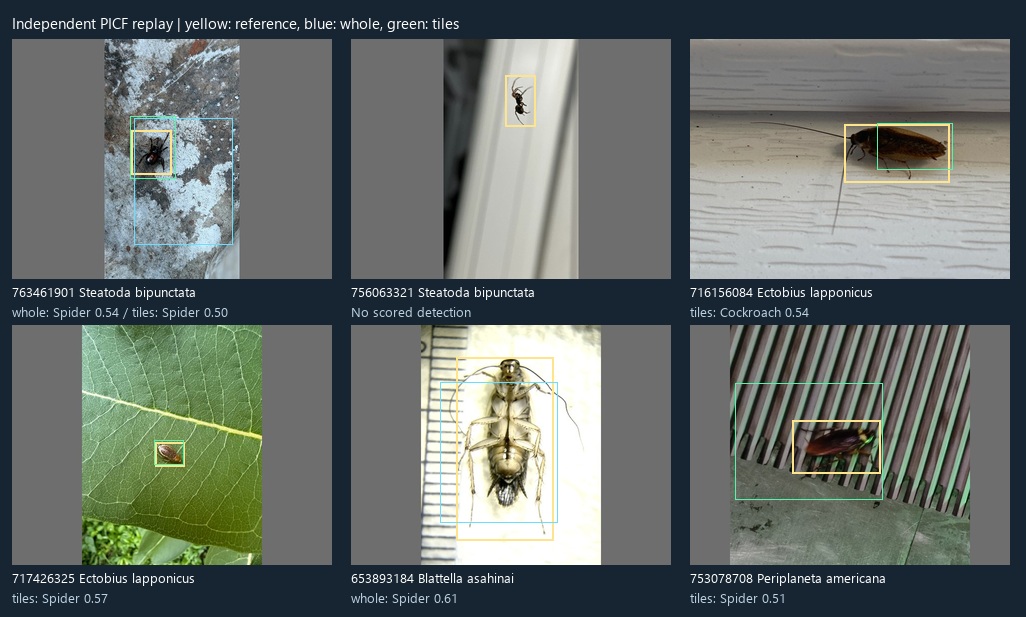 Independent PICF replay | yellow: reference, blue: whole, green: tiles
763461901 Steatoda bipunctata
whole: Spider 0.54 / tiles: Spider 0.50
756063321 Steatoda bipunctata
No scored detection
716156084 Ectobius lapponicus
tiles: Cockroach 0.54
717426325 Ectobius lapponicus
tiles: Spider 0.57
653893184 Blattella asahinai
whole: Spider 0.61
753078708 Periplaneta americana
tiles: Spider 0.51